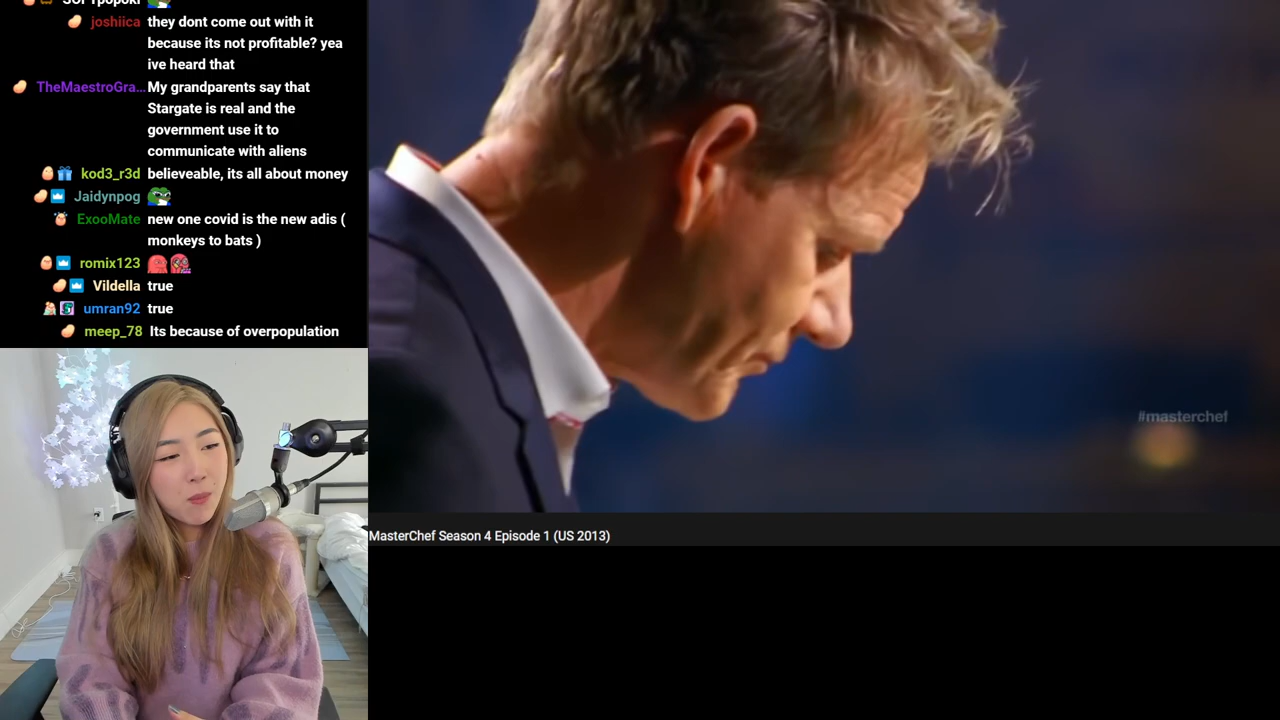 joshiica they dont come out with it
because its not profitable? yea
ive heard that
TheMaestroGra... My grandparents say that
Stargate is real and the
government use it to
communicate with aliens
kod3_r3d believeable, its all about money
Jaidynpog
ExooMate new one covid is the new adis (
monkeys to bats )
romix123
Vildella true
umran92 true
meep_78 Its because of overpopulation
#masterchef
MasterChef Season 4 Episode 1 (US 2013)